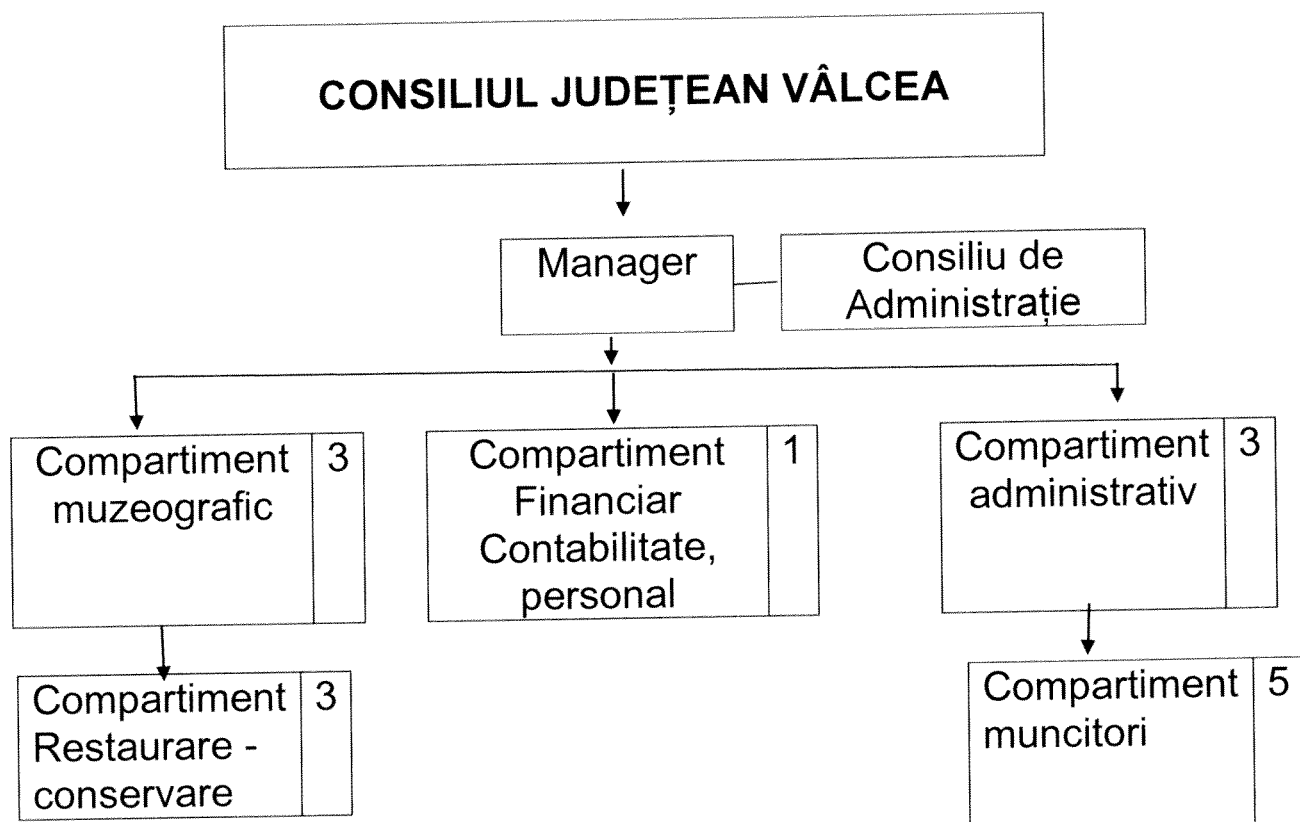 CONSILIUL JUDEȚEAN VÂLCEA
Manager
Consiliu de
Administrație
Compartiment
muzeografic
3
Compartiment
Financiar
Contabilitate,
personal
1
Compartiment
administrativ
3
Compartiment
Restaurare -
conservare
3
Compartiment
muncitori
5